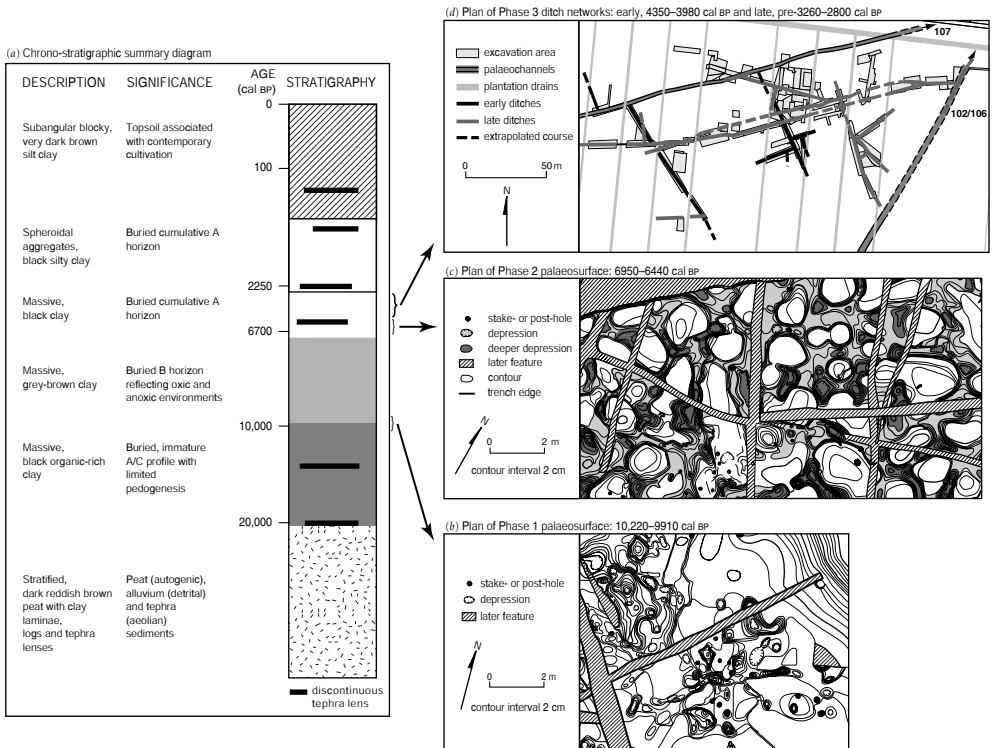 (a) Chrono-stratigraphic summary diagram
DESCRIPTION
SIGNIFICANCE
AGE
(cal BP)
STRATIGRAPHY
0
Subangular blocky,
very dark brown
silt clay
Topsoil associated
with contemporary
cultivation
100
Spheroidal
aggregates,
black silty clay
Buried cumulative A
horizon
2250
Massive,
black clay
Buried cumulative A
horizon
6700
Massive,
grey-brown clay
Buried B horizon
reflecting oxic and
anoxic environments
10,000
Massive,
black organic-rich
clay
Buried, immature
A/C profile with
limited
pedogenesis
20,000
Stratified,
dark reddish brown
peat with clay
laminae,
logs and tephra
lenses
Peat (autogenic),
alluvium (detrital)
and tephra
(aeolian)
sediments
discontinuous
tephra lens
(d) Plan of Phase 3 ditch networks: early, 4350–3980 cal BP and late, pre-3260–2800 cal BP
excavation area
palaeochannels
plantation drains
early ditches
late ditches
extrapolated course
0 50 m
N
107
102/106
(c) Plan of Phase 2 palaeosurface: 6950–6440 cal BP
stake- or post-hole
depression
deeper depression
later feature
contour
trench edge
N
0 2 m
contour interval 2 cm
(b) Plan of Phase 1 palaeosurface: 10,220–9910 cal BP
stake- or post-hole
depression
later feature
N
0 2 m
contour interval 2 cm